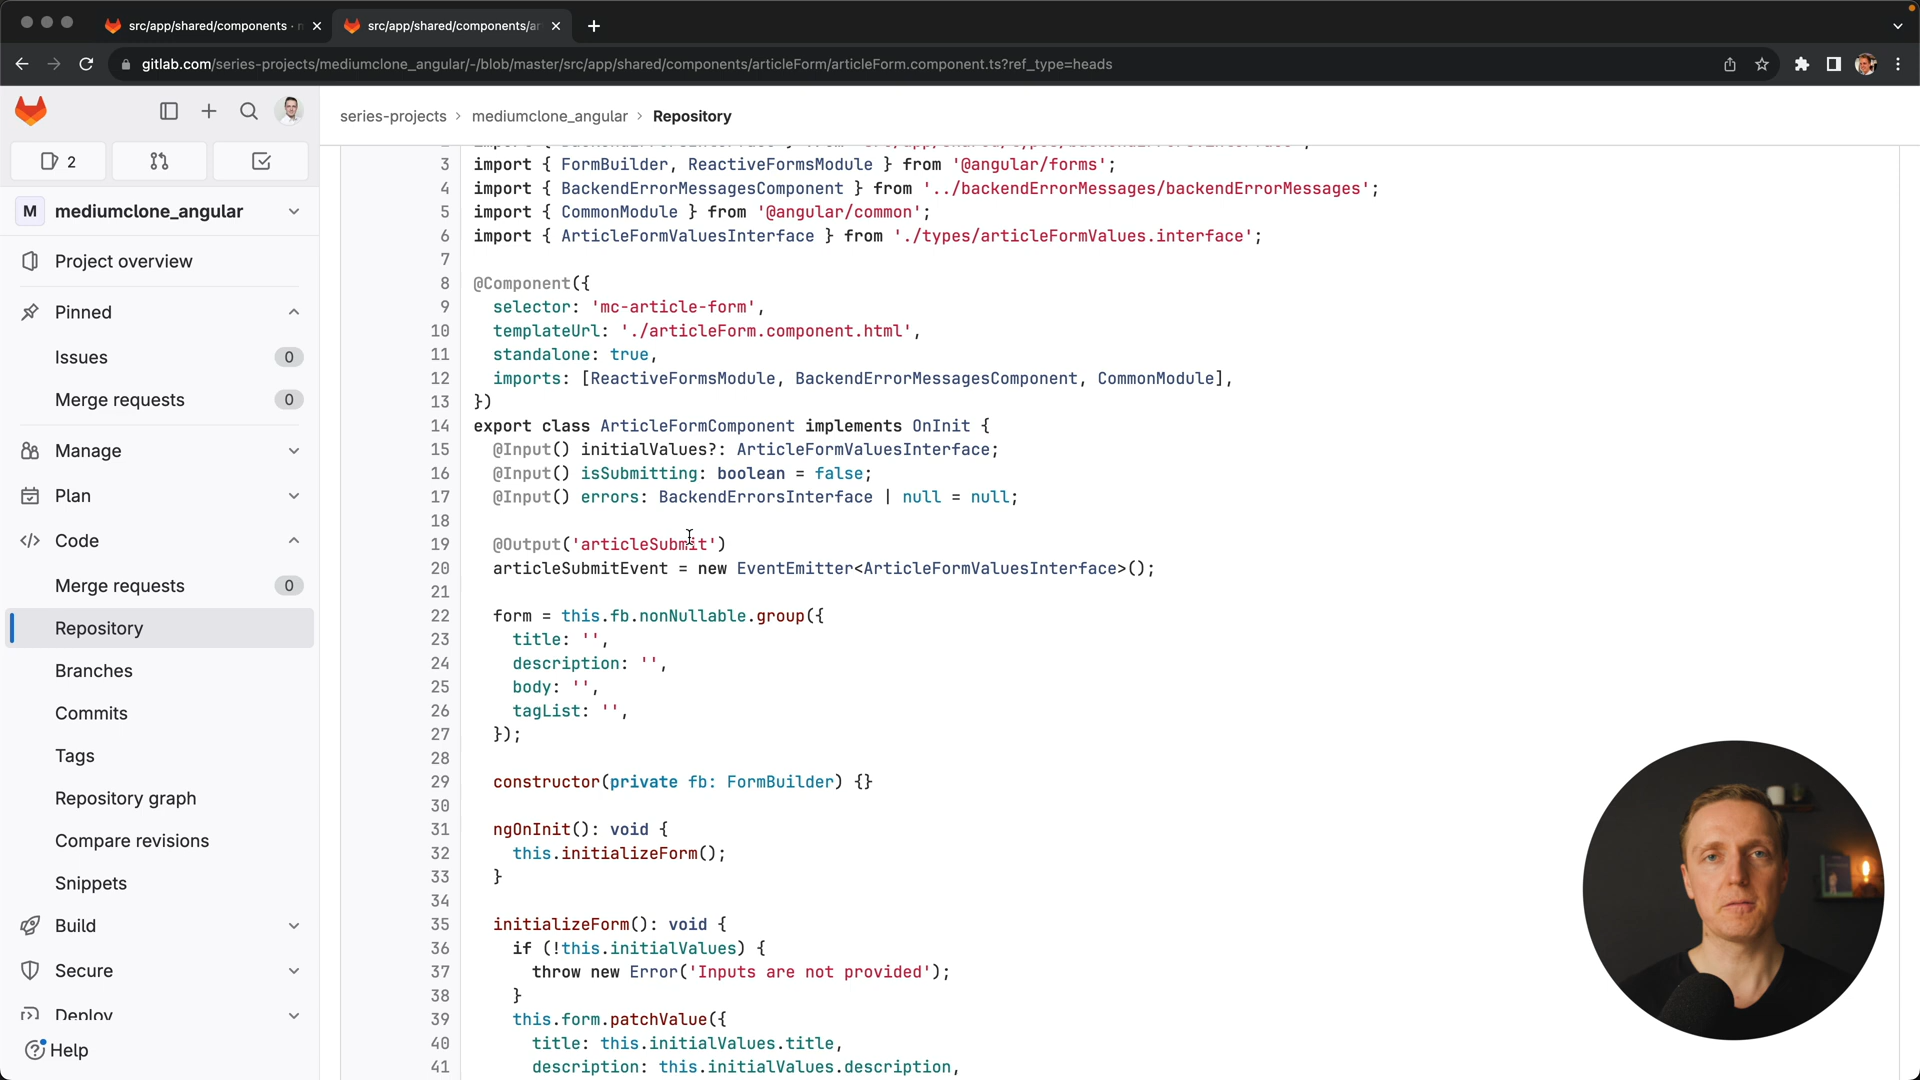 src/app/shared/components ·
src/app/shared/components/ar
gitlab.com/series-projects/mediumclone_angular/-/blob/master/src/app/shared/components/articleForm/articleForm.component.ts?ref_type=heads
2
M mediumclone_angular
Project overview
Pinned
Issues 0
Merge requests 0
Manage
Plan
Code
Merge requests 0
Repository
Branches
Commits
Tags
Repository graph
Compare revisions
Snippets
Build
Secure
Deploy
Help
series-projects › mediumclone_angular › Repository
3 import { FormBuilder, ReactiveFormsModule } from '@angular/forms';
4 import { BackendErrorMessagesComponent } from '../backendErrorMessages/backendErrorMessages';
5 import { CommonModule } from '@angular/common';
6 import { ArticleFormValuesInterface } from './types/articleFormValues.interface';
7
8 @Component({
9 selector: 'mc-article-form',
10 templateUrl: './articleForm.component.html',
11 standalone: true,
12 imports: [ReactiveFormsModule, BackendErrorMessagesComponent, CommonModule],
13 })
14 export class ArticleFormComponent implements OnInit {
15 @Input() initialValues?: ArticleFormValuesInterface;
16 @Input() isSubmitting: boolean = false;
17 @Input() errors: BackendErrorsInterface | null = null;
18
19 @Output('articleSubmit')
20 articleSubmitEvent = new EventEmitter<ArticleFormValuesInterface>();
21
22 form = this.fb.nonNullable.group({
23 title: '',
24 description: '',
25 body: '',
26 tagList: '',
27 });
28
29 constructor(private fb: FormBuilder) {}
30
31 ngOnInit(): void {
32 this.initializeForm();
33 }
34
35 initializeForm(): void {
36 if (!this.initialValues) {
37 throw new Error('Inputs are not provided');
38 }
39 this.form.patchValue({
40 title: this.initialValues.title,
41 description: this.initialValues.description,